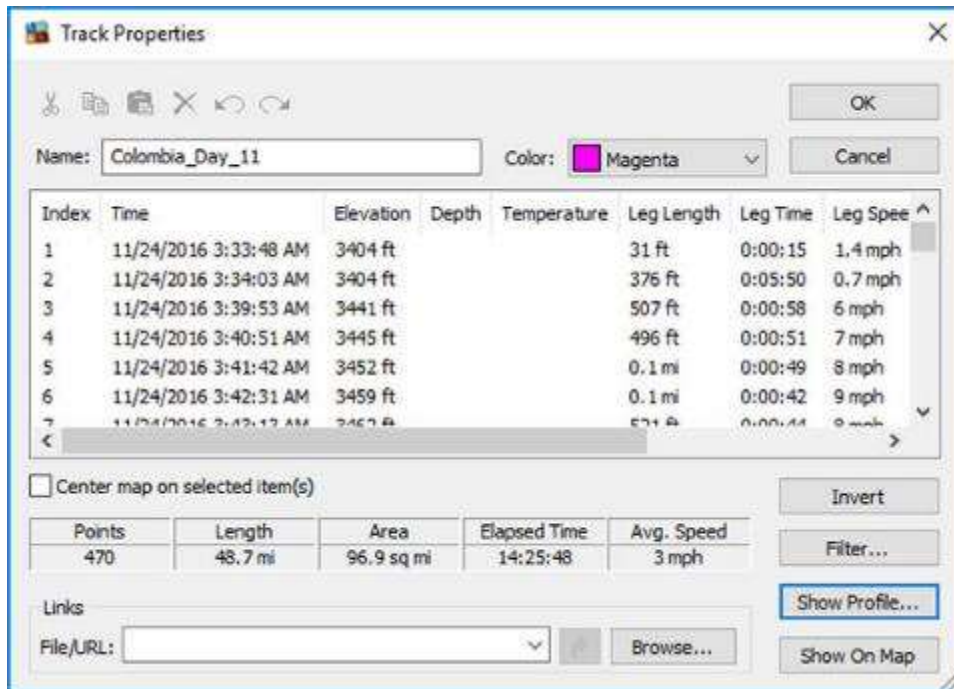 Track Properties
OK
Name: Colombia_Day_11 Color: Magenta Cancel
Index Time Elevation Depth Temperature Leg Length Leg Time Leg Spee
1 11/24/2016 3:33:48 AM 3404 ft 31 ft 0:00:15 1.4 mph
2 11/24/2016 3:34:03 AM 3404 ft 376 ft 0:05:50 0.7 mph
3 11/24/2016 3:39:53 AM 3441 ft 507 ft 0:00:58 6 mph
4 11/24/2016 3:40:51 AM 3445 ft 496 ft 0:00:51 7 mph
5 11/24/2016 3:41:42 AM 3452 ft 0.1 mi 0:00:49 8 mph
6 11/24/2016 3:42:31 AM 3459 ft 0.1 mi 0:00:42 9 mph
7 11/24/2016 3:43:13 AM
Center map on selected item(s)
Invert
Points Length Area Elapsed Time Avg. Speed
470 48.7 mi 96.9 sq mi 14:25:48 3 mph
Filter...
Show Profile...
Links
File/URL: Browse...
Show On Map